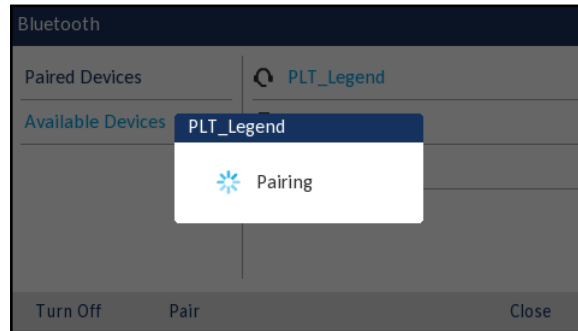 Bluetooth
Paired Devices
PLT_Legend
Available Devices
PLT_Legend
Pairing
Turn Off
Pair
Close